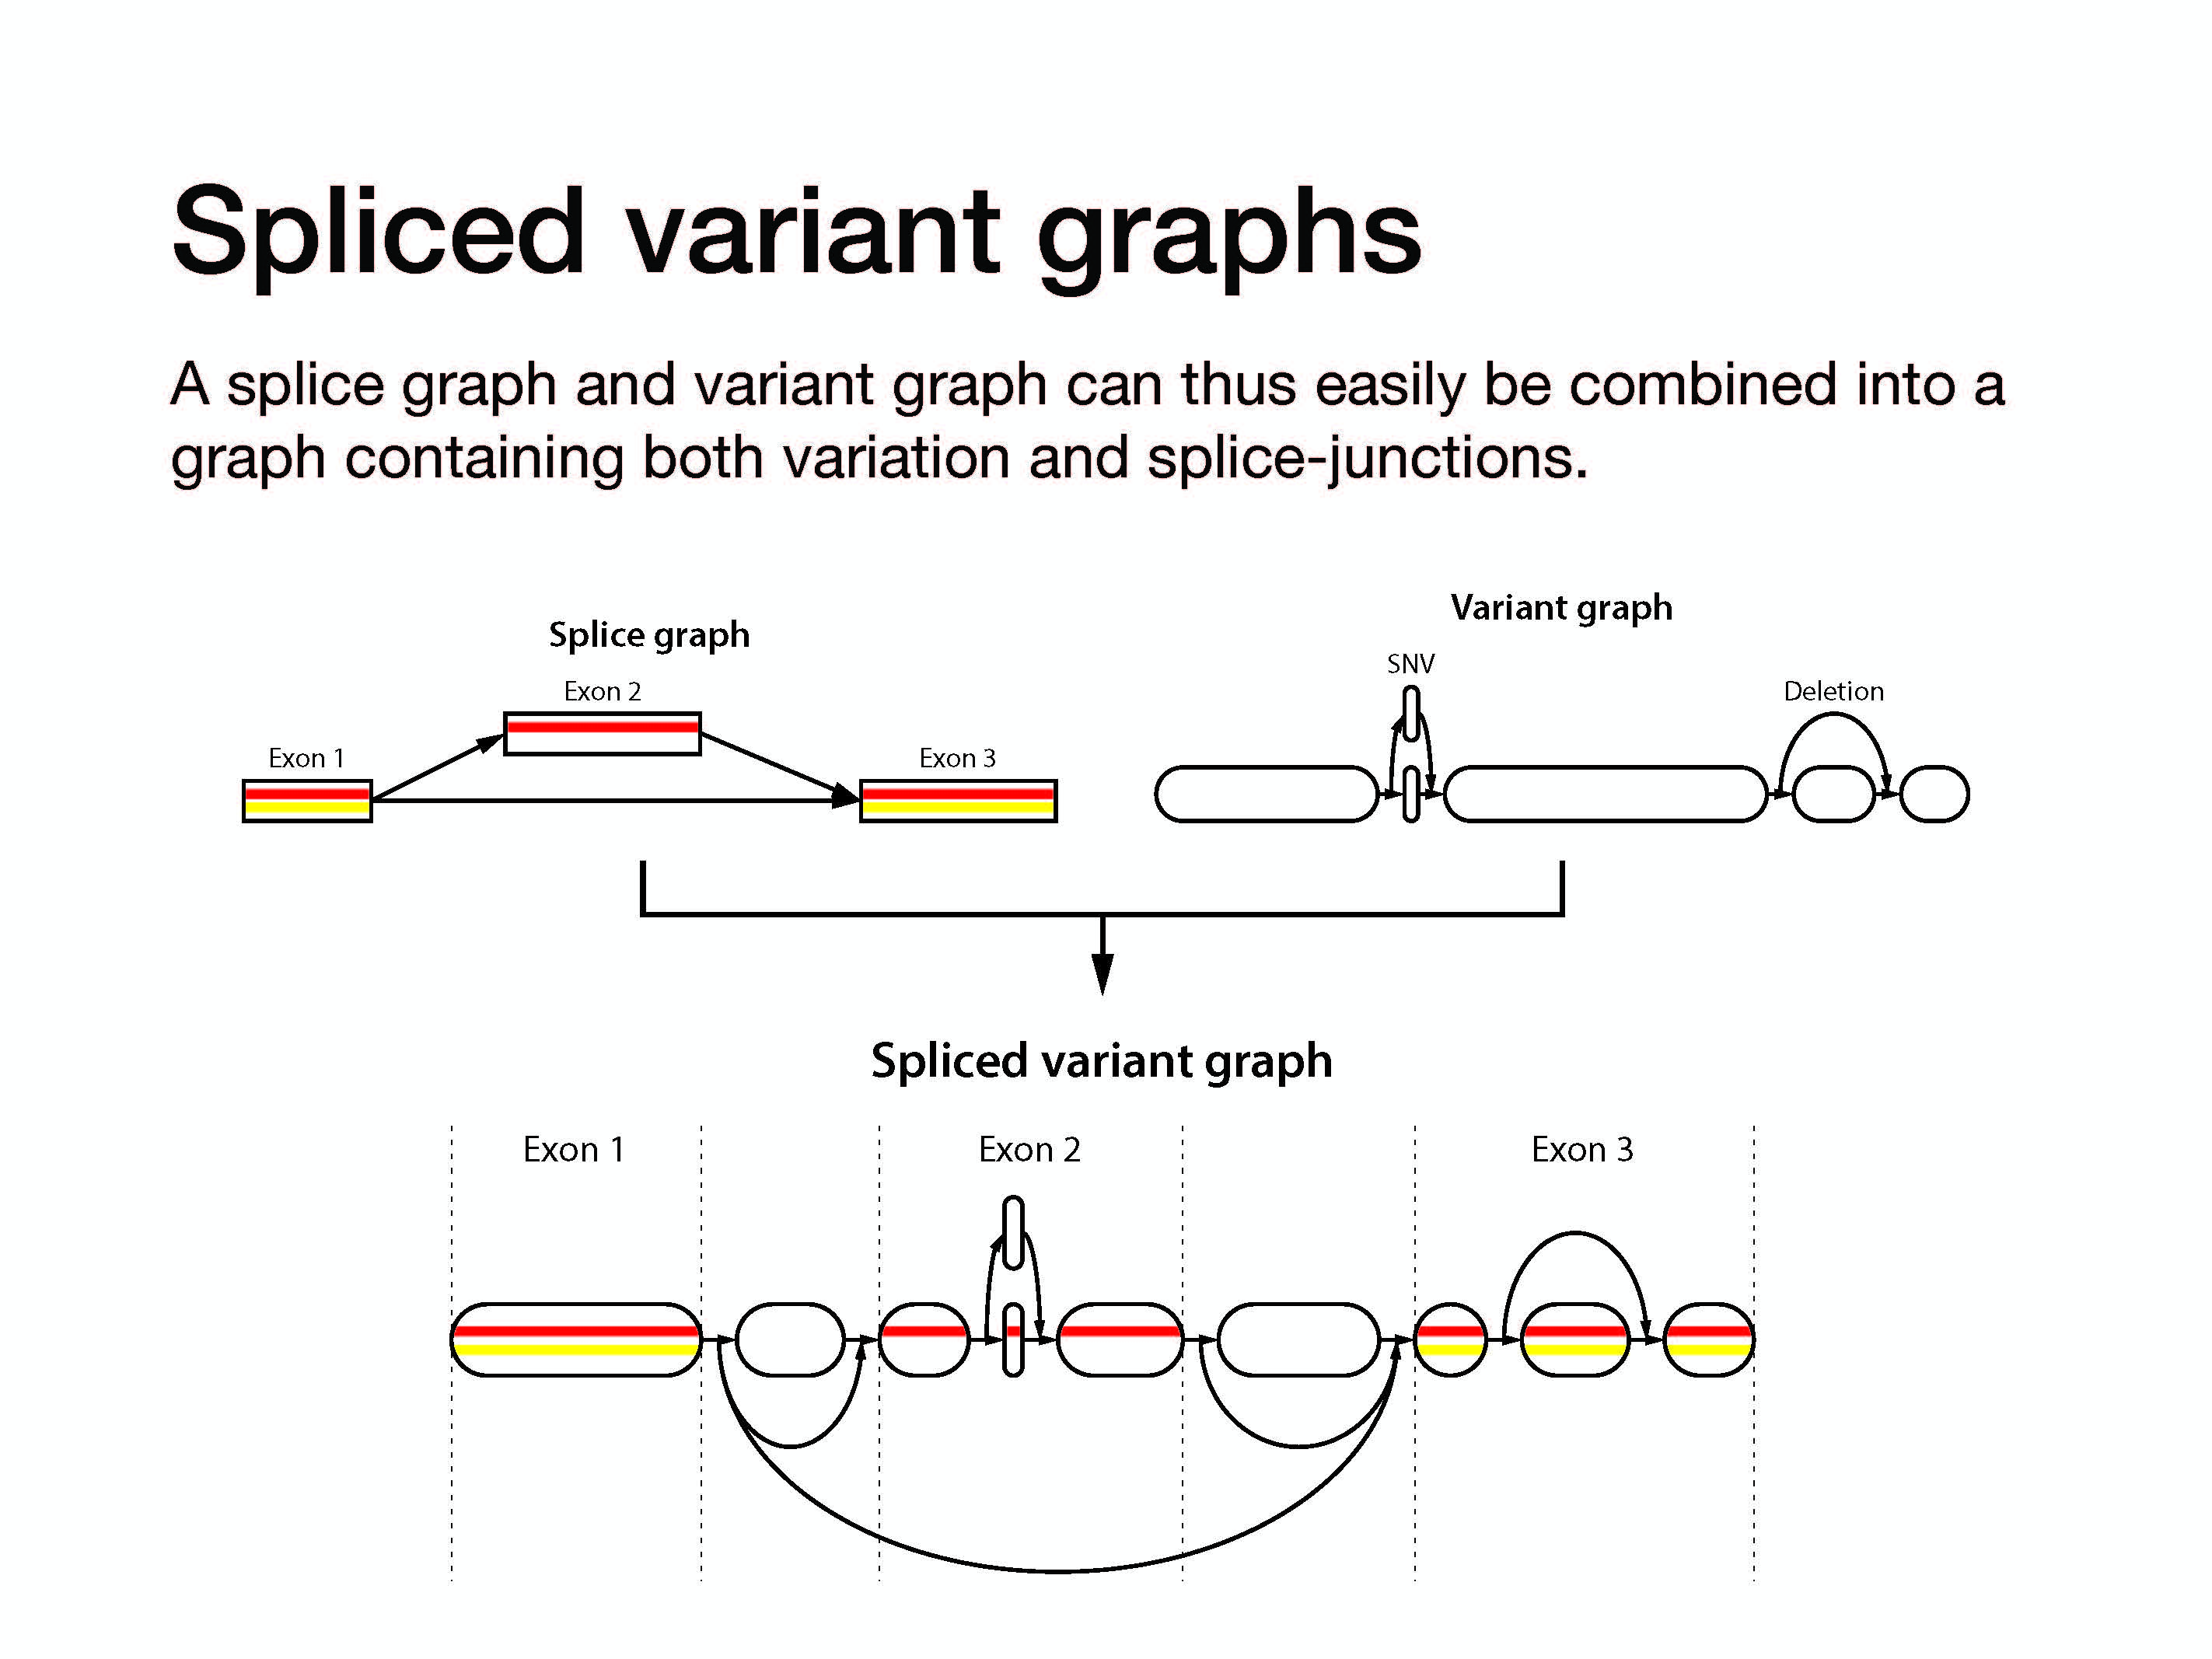 Spliced variant graphs
A splice graph and variant graph can thus easily be combined into a
graph containing both variation and splice-junctions.
Splice graph
Exon 1
Exon 2
Exon 3
Variant graph
SNV
Deletion
Spliced variant graph
Exon 1
Exon 2
Exon 3